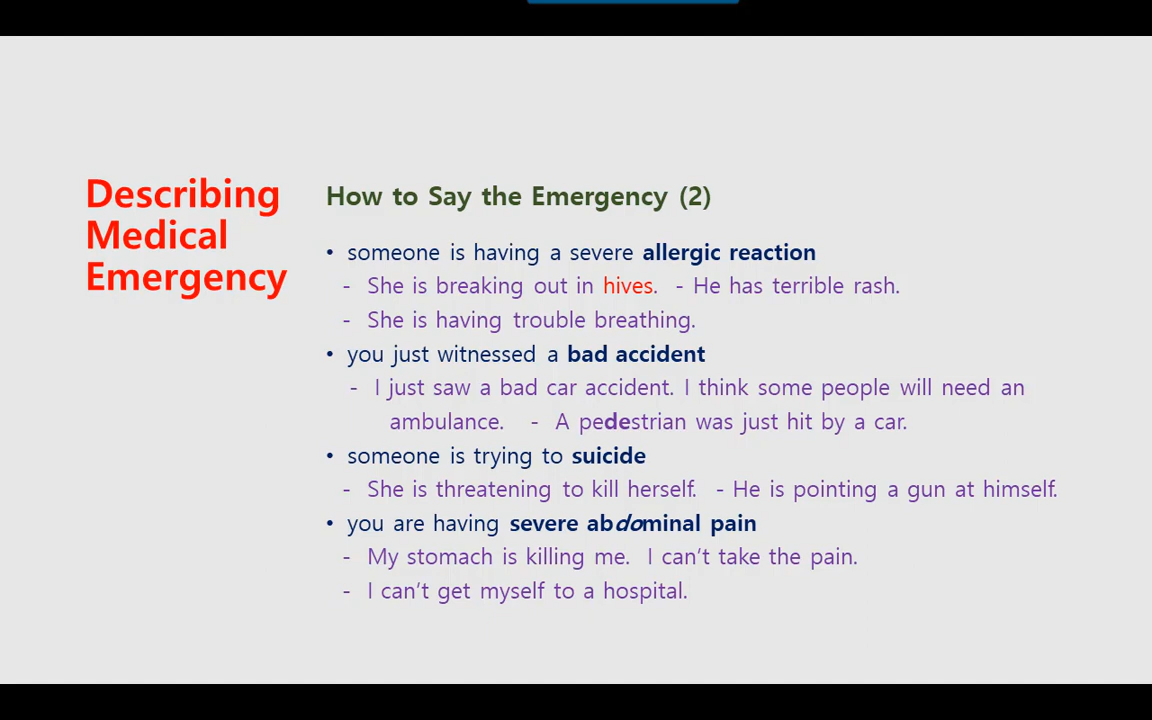 Describing
Medical
Emergency
How to Say the Emergency (2)
• someone is having a severe allergic reaction
- She is breaking out in hives. - He has terrible rash.
- She is having trouble breathing.
• you just witnessed a bad accident
- I just saw a bad car accident. I think some people will need an
ambulance. - A pedestrian was just hit by a car.
• someone is trying to suicide
- She is threatening to kill herself. - He is pointing a gun at himself.
• you are having severe abdominal pain
- My stomach is killing me. I can't take the pain.
- I can't get myself to a hospital.